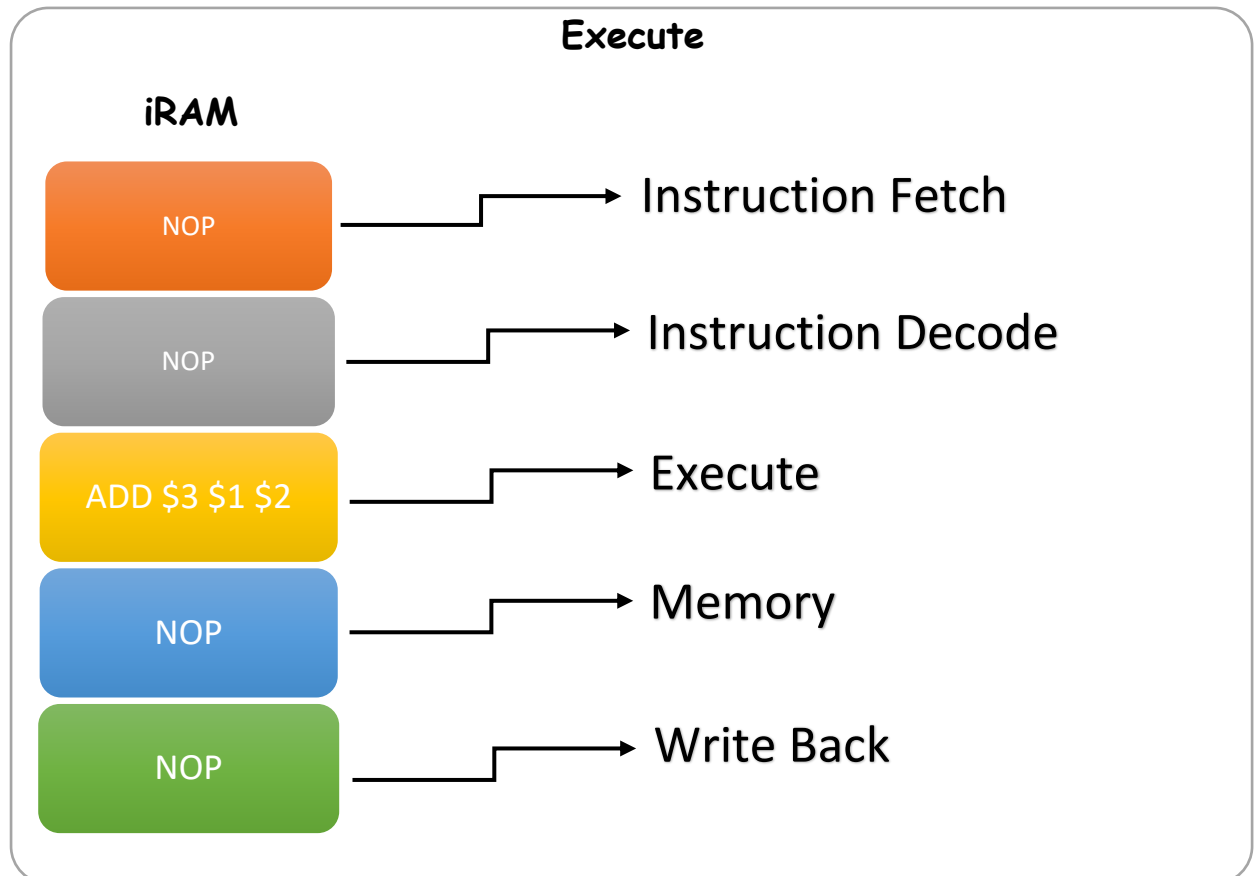 Execute
iRAM
NOP
Instruction Fetch
NOP
Instruction Decode
ADD $3 $1 $2
Execute
NOP
Memory
NOP
Write Back